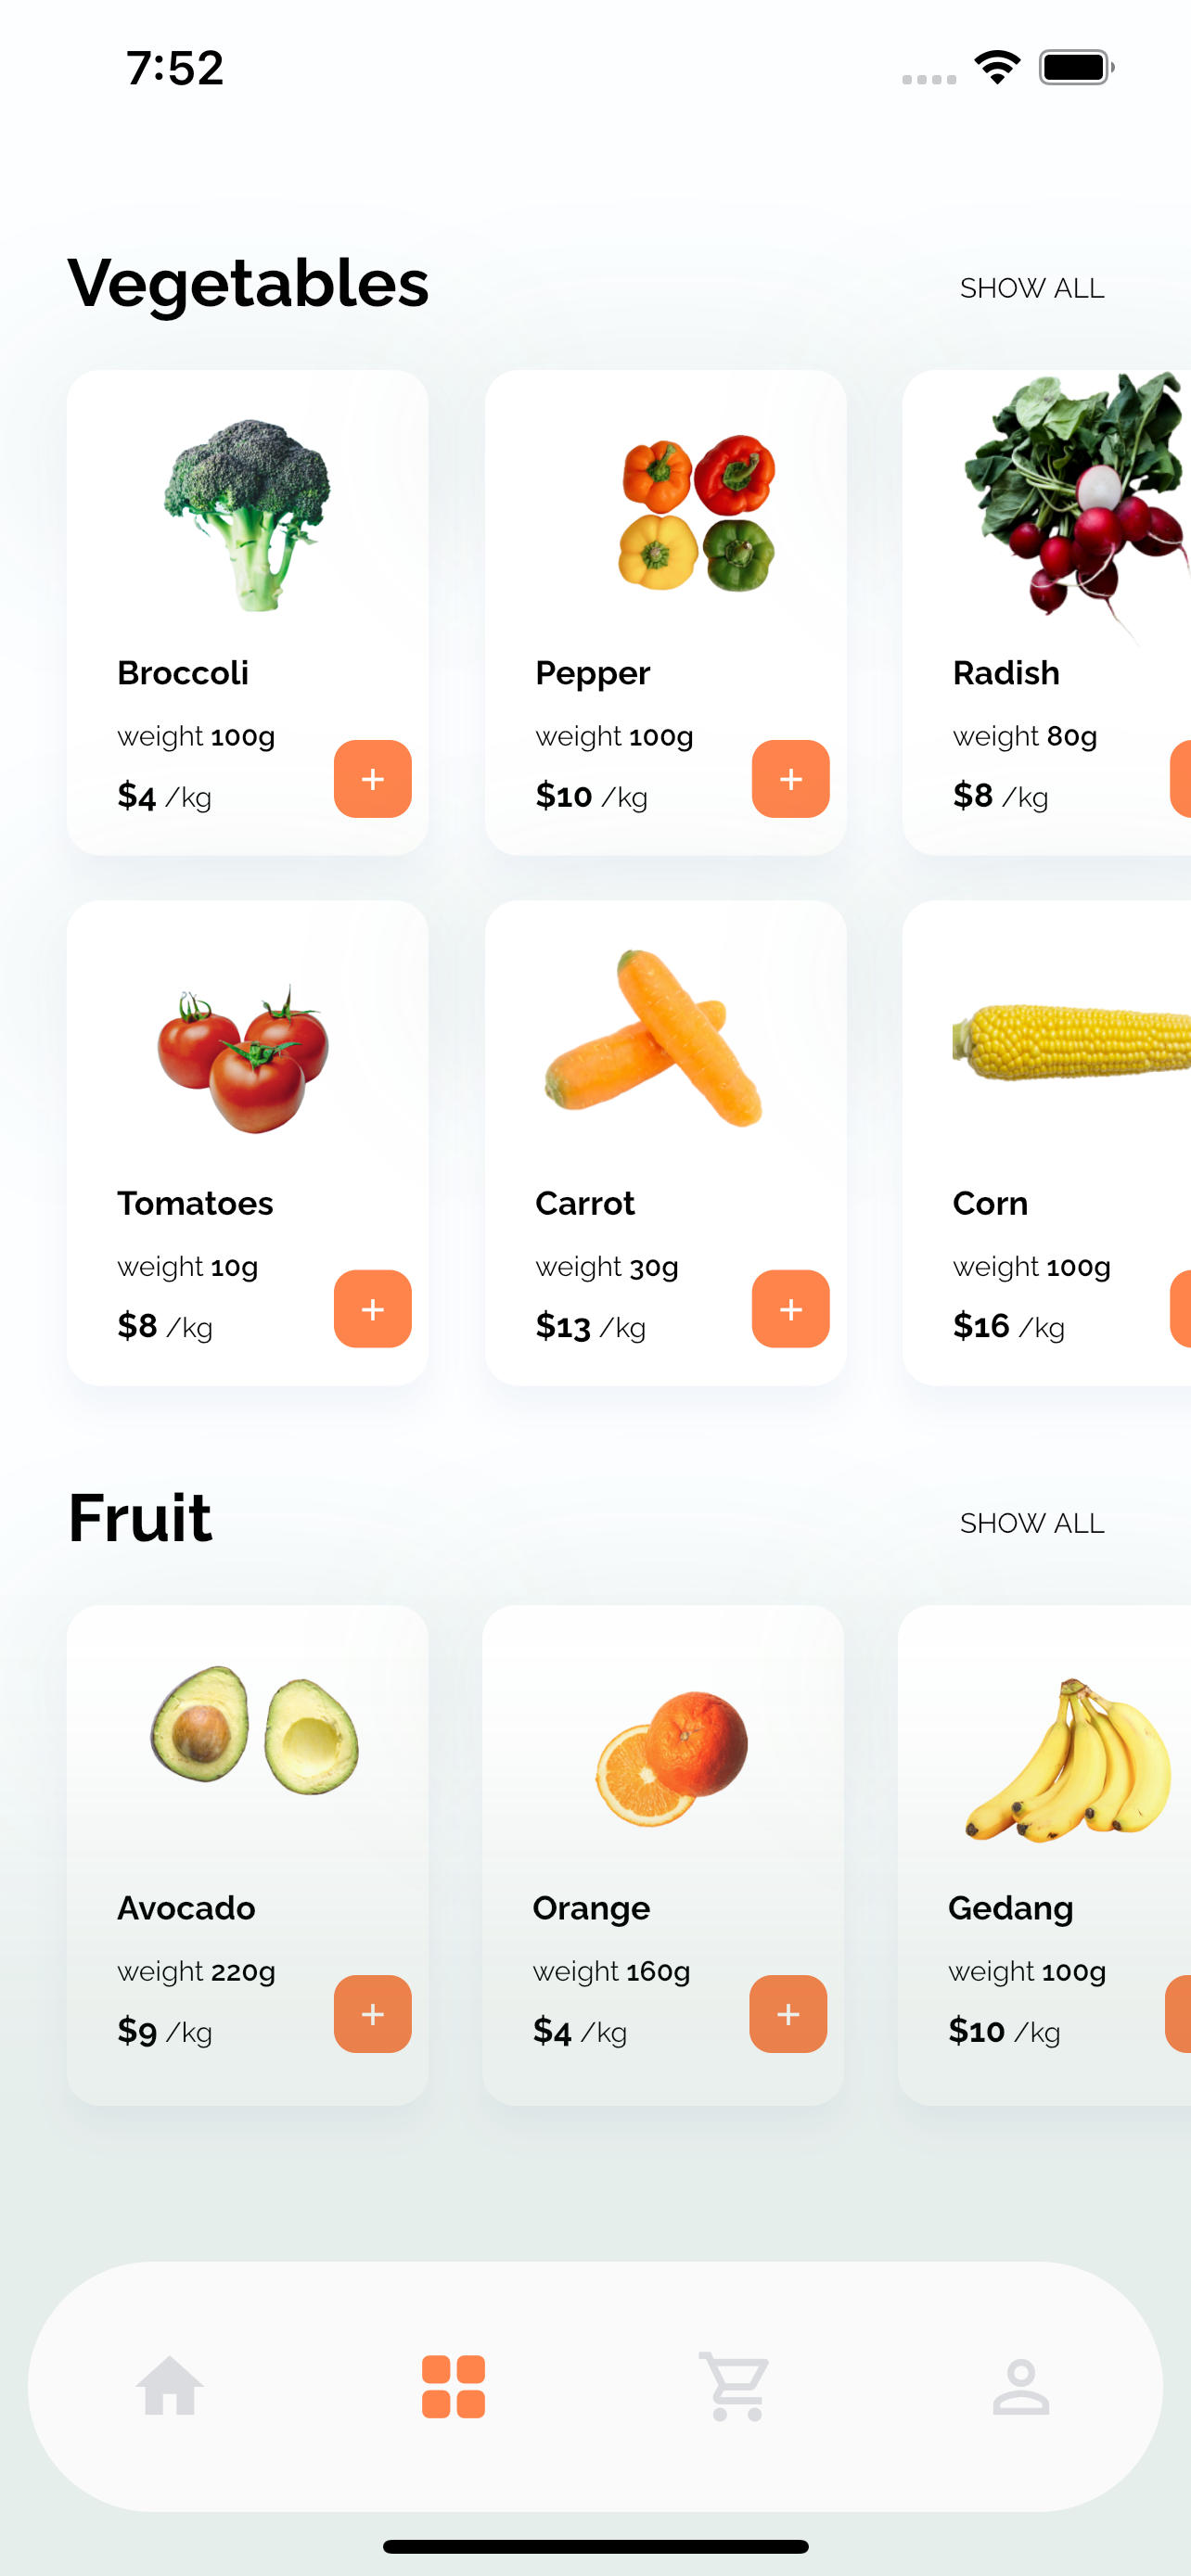 7:52
Vegetables
SHOW ALL
Broccoli
weight 100g
$4 /kg
+
Pepper
weight 100g
$10 /kg
+
Radish
weight 80g
$8 /kg
Tomatoes
weight 10g
$8 /kg
+
Carrot
weight 30g
$13 /kg
+
Corn
weight 100g
$16 /kg
Fruit
SHOW ALL
Avocado
weight 220g
$9 /kg
+
Orange
weight 160g
$4 /kg
+
Gedang
weight 100g
$10 /kg